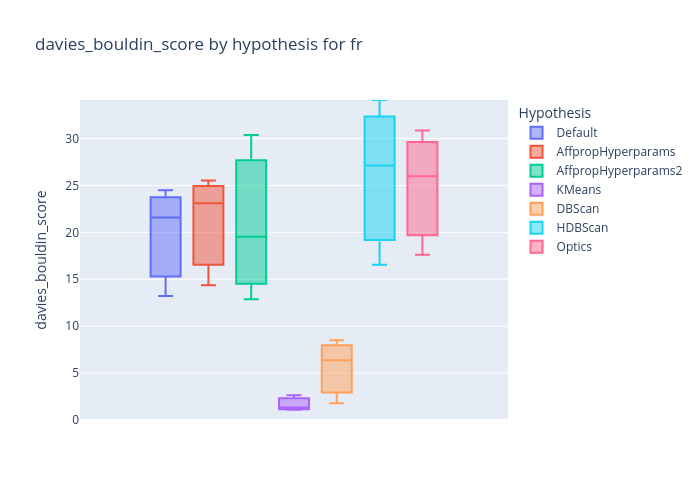 davies_bouldin_score by hypothesis for fr
davies_bouldin_score
30
25
20
15
10
5
0
Hypothesis
Default
AffpropHyperparams
AffpropHyperparams2
KMeans
DBScan
HDBScan
Optics